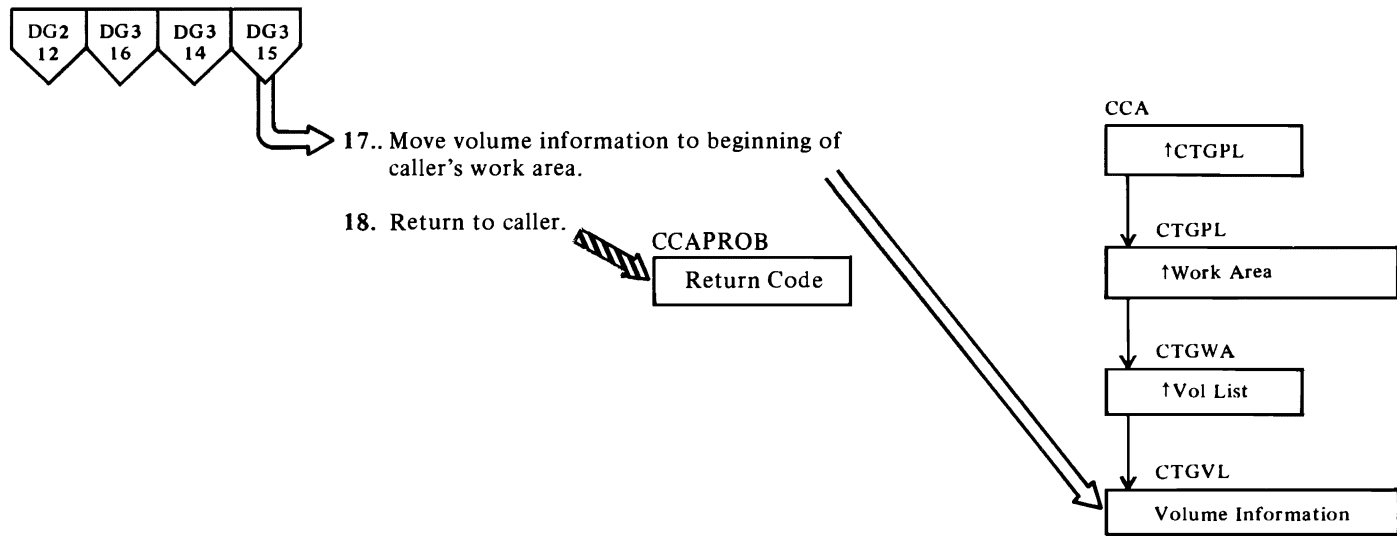 DG2 DG3 DG3 DG3
12 16 14 15
17.. Move volume information to beginning of
caller's work area.
18. Return to caller.
CCAPROB
Return Code
CCA
↑CTGPL
CTGPL
↑Work Area
CTGWA
↑Vol List
CTGVL
Volume Information